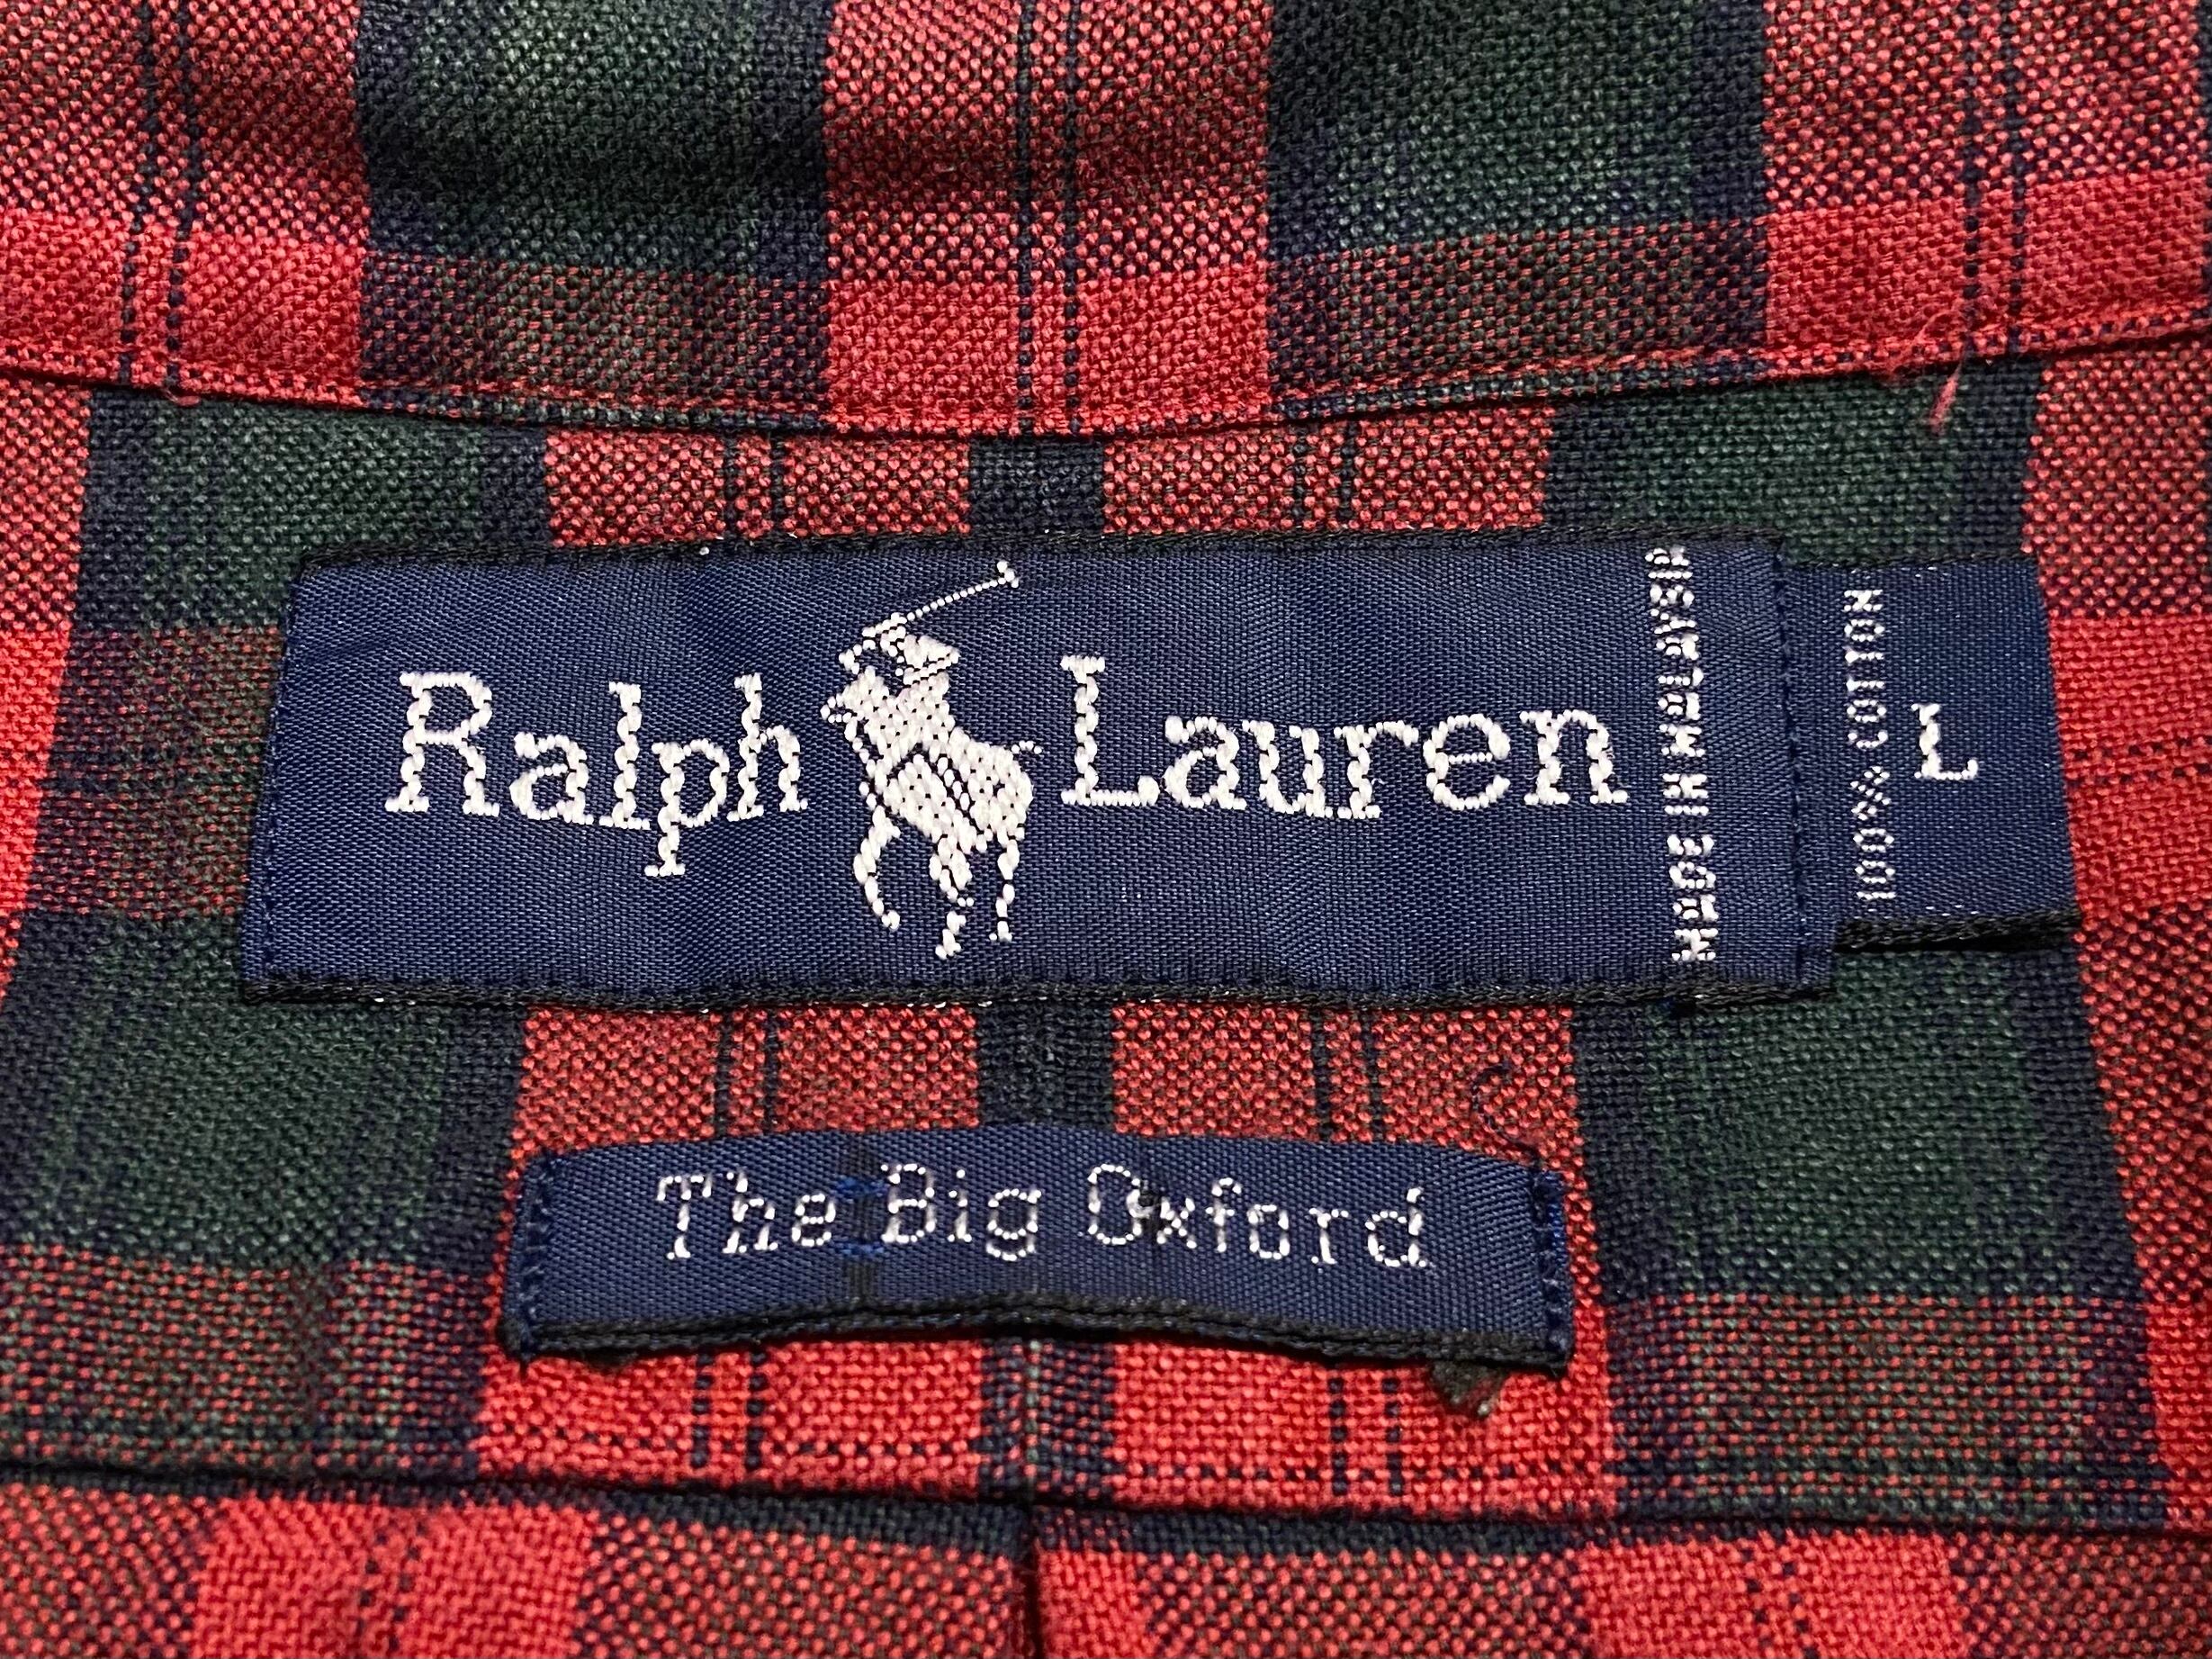 Ralph Lauren
MADE IN MALAYSIA
100% COTTON
L
The Big Oxford